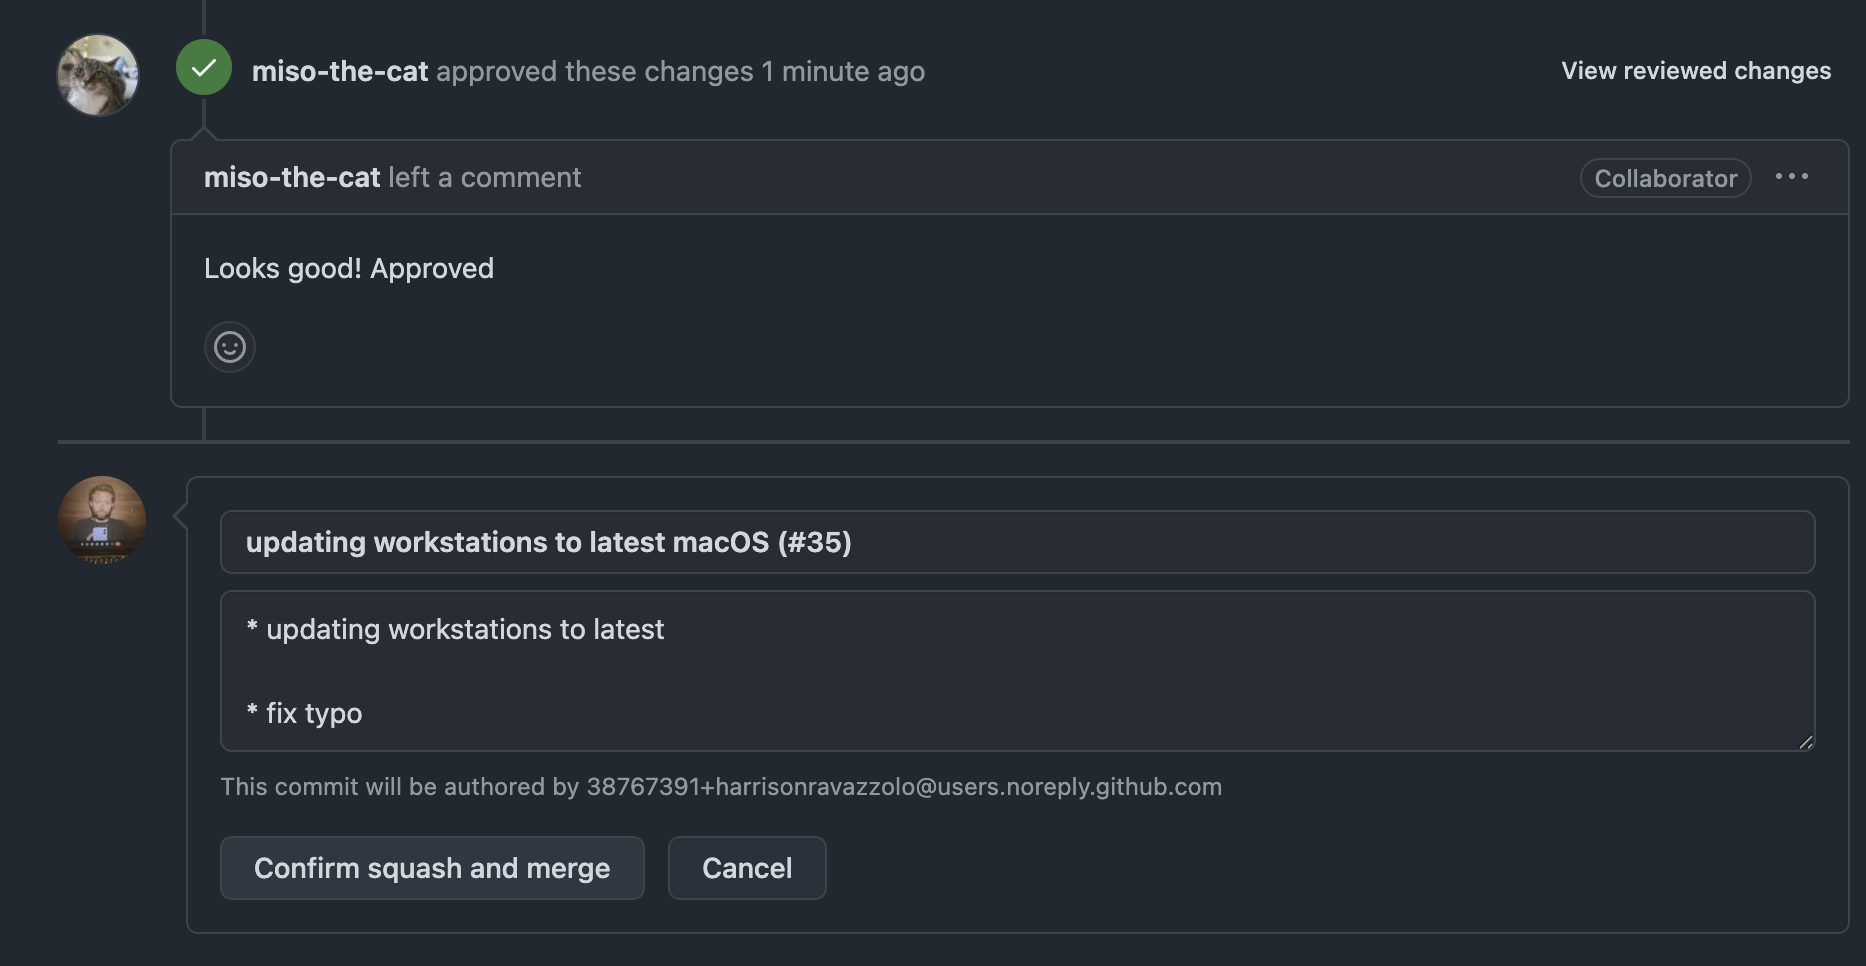 miso-the-cat approved these changes 1 minute ago
View reviewed changes
miso-the-cat left a comment
Collaborator
Looks good! Approved
updating workstations to latest macOS (#35)
* updating workstations to latest
* fix typo
This commit will be authored by 38767391+harrisonravazzolo@users.noreply.github.com
Confirm squash and merge
Cancel